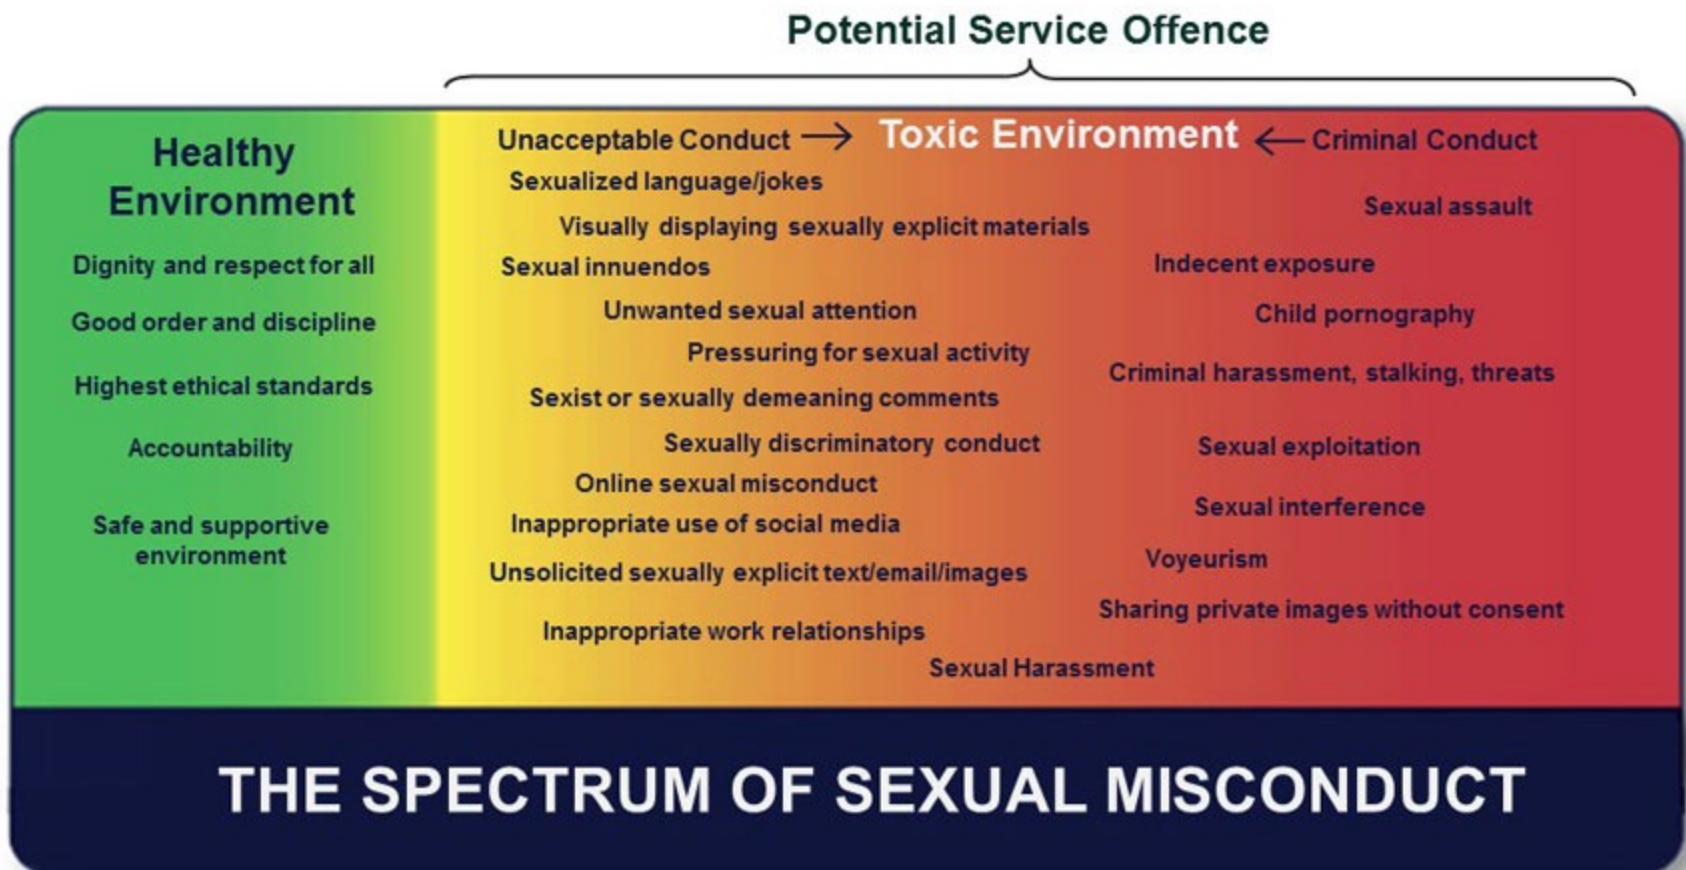 Potential Service Offence
Healthy
Environment
Dignity and respect for all
Good order and discipline
Highest ethical standards
Accountability
Safe and supportive
environment
Unacceptable Conduct → Toxic Environment ← Criminal Conduct
Sexualized language/jokes
Visually displaying sexually explicit materials
Sexual innuendos
Unwanted sexual attention
Pressuring for sexual activity
Sexist or sexually demeaning comments
Sexually discriminatory conduct
Online sexual misconduct
Inappropriate use of social media
Unsolicited sexually explicit text/email/images
Inappropriate work relationships
Sexual Harassment
Sexual assault
Indecent exposure
Child pornography
Criminal harassment, stalking, threats
Sexual exploitation
Sexual interference
Voyeurism
Sharing private images without consent
THE SPECTRUM OF SEXUAL MISCONDUCT